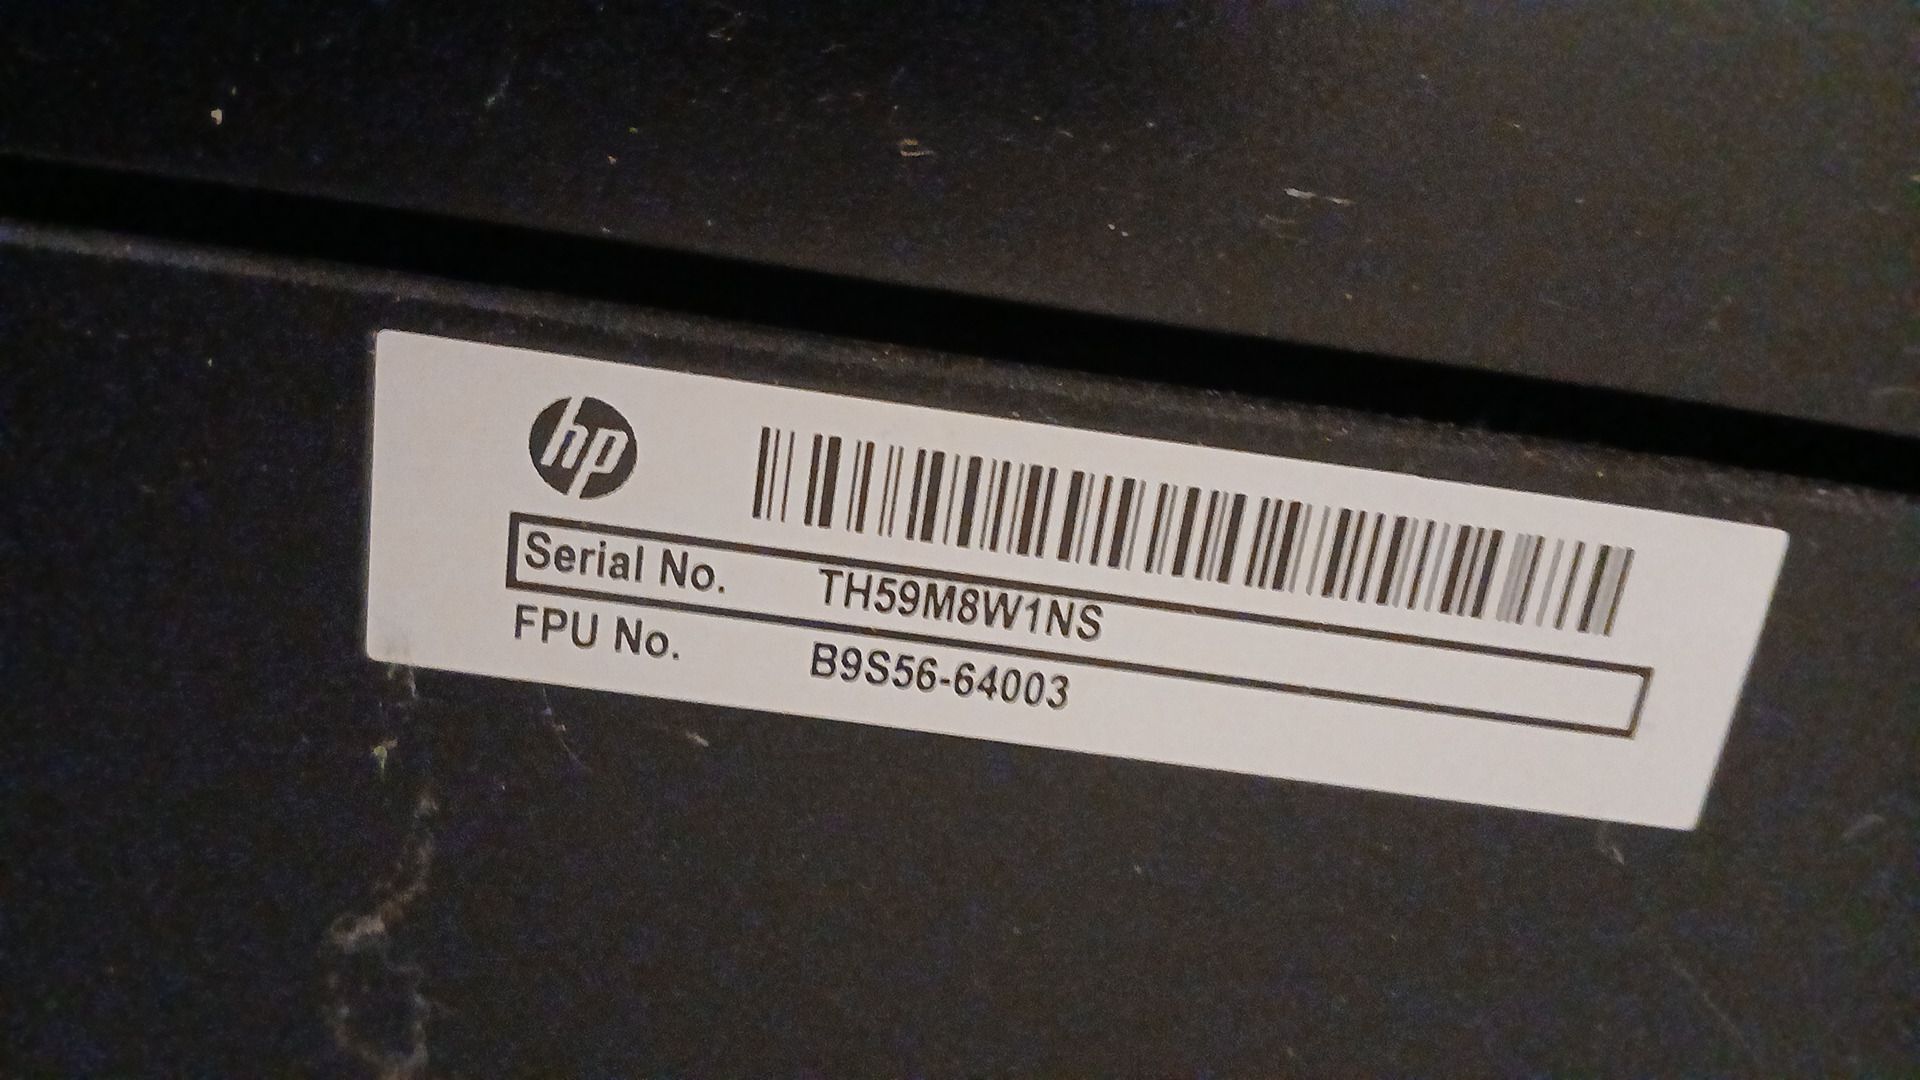 hp
Serial No. TH59M8W1NS
FPU No. B9S56-64003